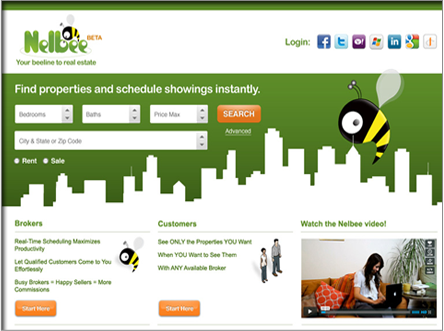 Nelbee BETA
Your beeline to real estate
Login:
Find properties and schedule showings instantly.
Bedrooms
Baths
Price Max
SEARCH
City & State or Zip Code
Advanced
Rent
Sale
Brokers
Real-Time Scheduling Maximizes
Productivity
Let Qualified Customers Come to You
Effortlessly
Busy Brokers = Happy Sellers = More
Commissions
Start Here
Customers
See ONLY the Properties YOU Want
When YOU Want to See Them
With ANY Available Broker
Start Here
Watch the Nelbee video!